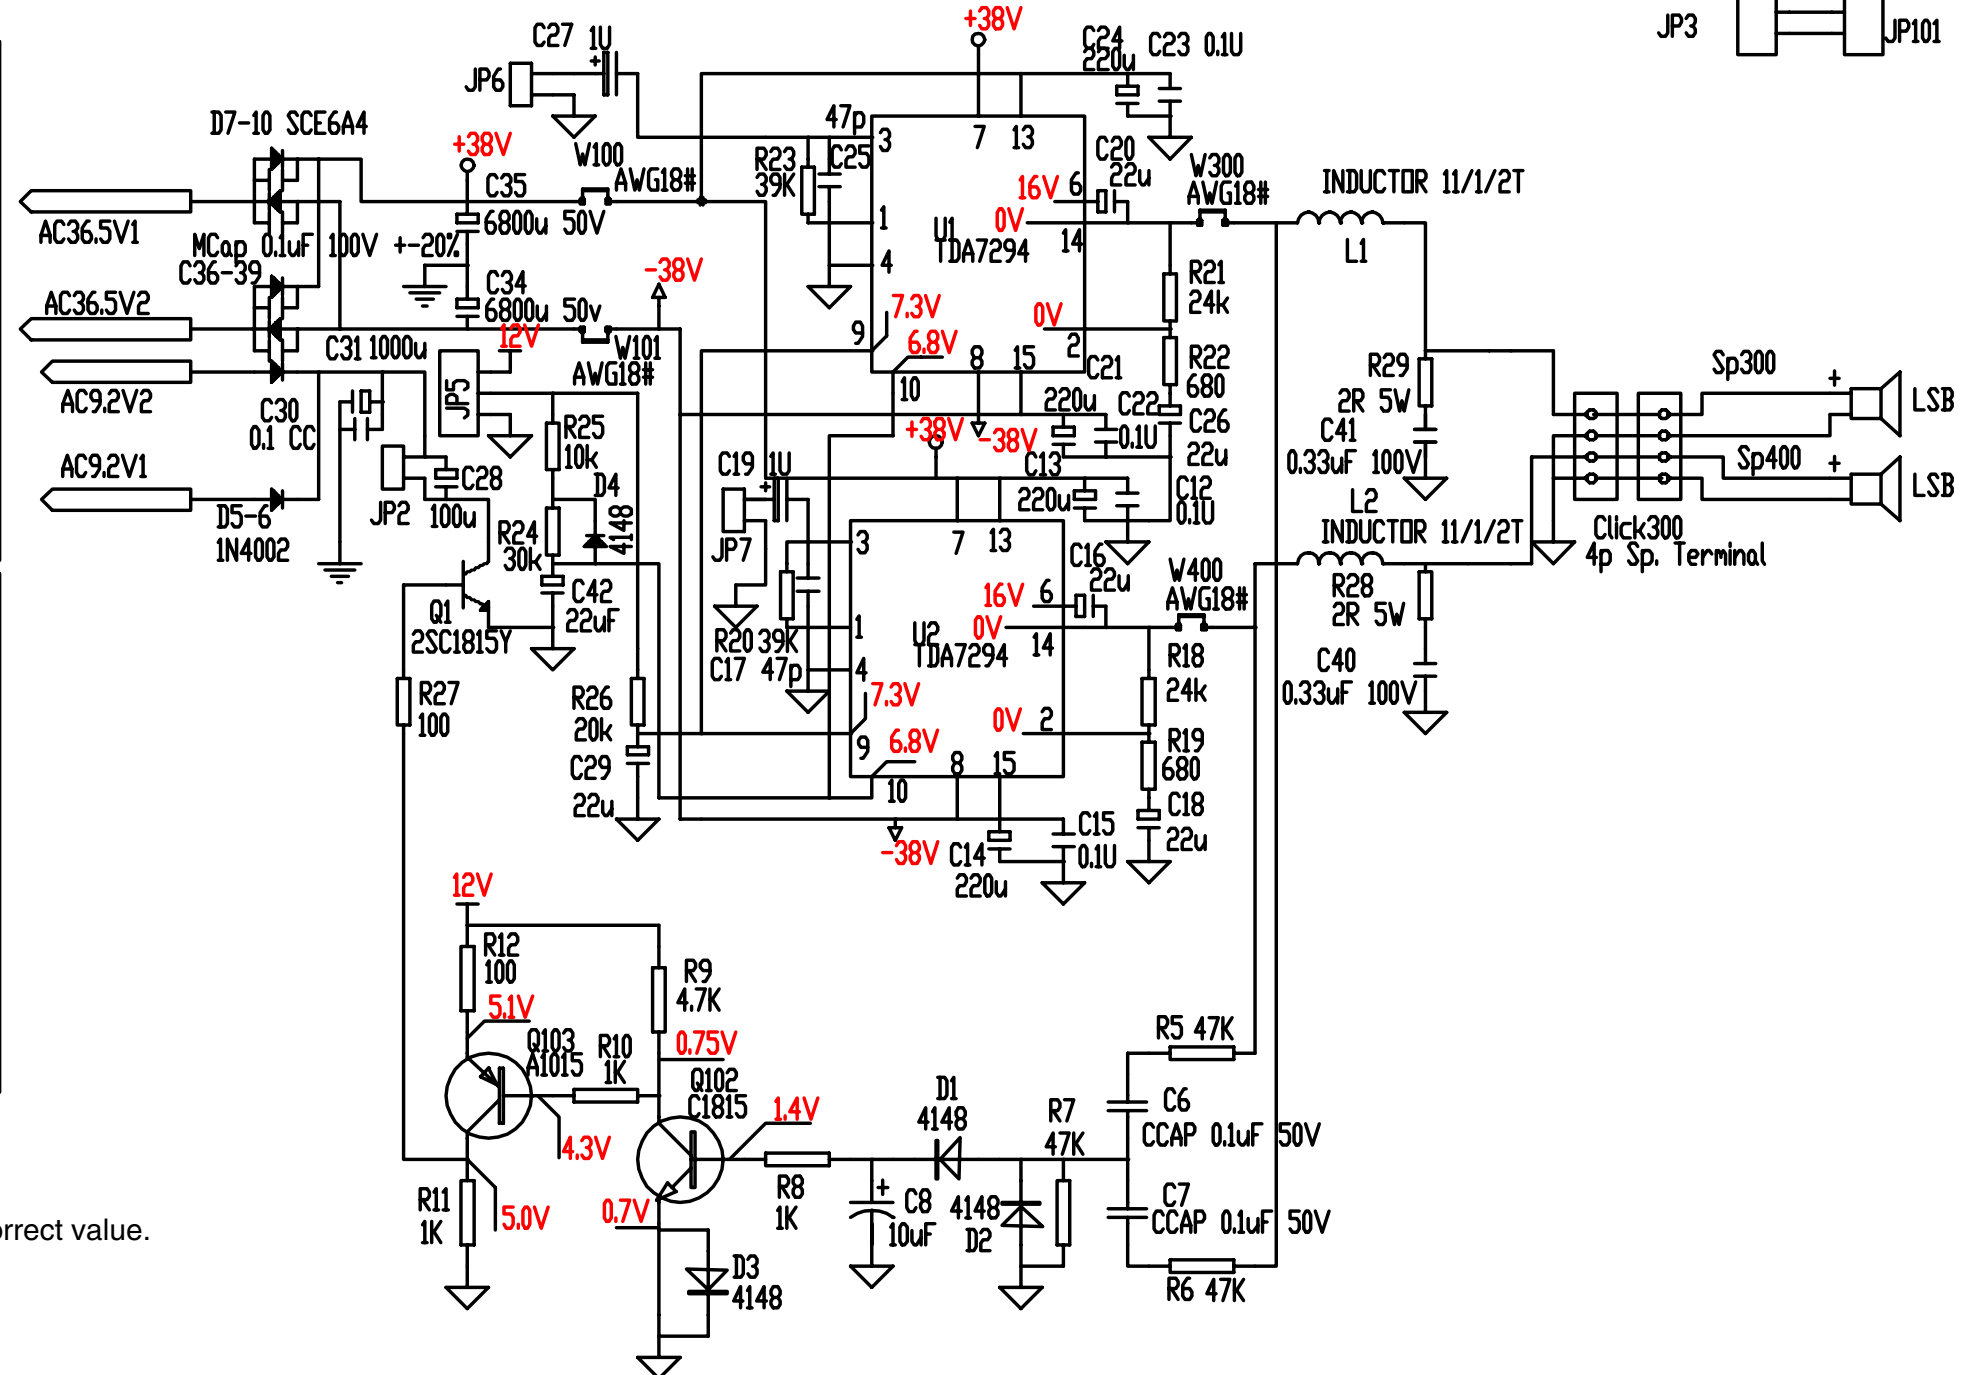 +38V
JP3
JP101
C27 1U
C24
220u
C23 0.1U
JP6
D7-10 SCE6A4
+38V
47p
3
7
13
W100
AWG18#
R23
39K
C25
C20
22u
W300
AWG18#
INDUCTOR 11/1/2T
C35
6800u 50V
16V
6
0V
14
AC36.5V1
MCap 0.1uF 100V +-20%
C36-39
1
U1
TDA7294
L1
4
-38V
R21
24k
C34
6800u 50v
AC36.5V2
7.3V
6.8V
0V
9
2
12V
C31 1000u
W101
AWG18#
8
15
10
R22
680
C21
220u
C22
0.1U
C26
22u
R29
2R 5W
Sp300
+
LSB
AC9.2V2
C30
0.1 CC
JP5
R25
10k
+38V
-38V
C41
0.33uF 100V
Sp400
+
LSB
AC9.2V1
C28
100u
JP2
D4
4148
C19 1U
C13
220u
C12
0.1U
L2
INDUCTOR 11/1/2T
Click300
4p Sp. Terminal
D5-6
1N4002
R24
30k
JP7
3
7
13
C16
22u
W400
AWG18#
R28
2R 5W
Q1
2SC1815Y
C42
22uF
16V
6
0V
14
1
U2
TDA7294
R20 39K
C17 47p
4
R18
24k
C40
0.33uF 100V
R27
100
R26
20k
7.3V
6.8V
0V
2
9
8
15
10
R19
680
C29
22u
C18
22u
-38V
C14
220u
C15
0.1U
12V
R12
100
R9
4.7K
5.1V
Q103
A1015
R10
1K
0.75V
R5 47K
Q102
C1815
1.4V
D1
4148
R7
47K
C6
CCAP 0.1uF 50V
4.3V
R11
1K
5.0V
0.7V
R8
1K
C8
+
10uF
4148
D2
C7
CCAP 0.1uF 50V
rrect value.
D3
4148
R6 47K